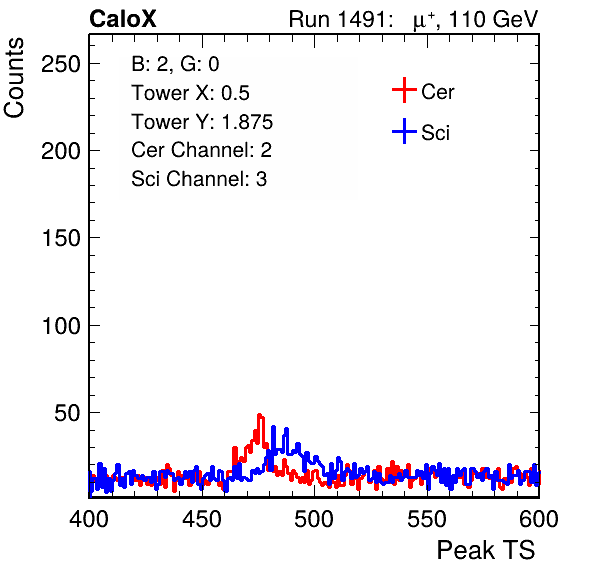 CaloX Run 1491: μ⁺, 110 GeV
Counts
B: 2, G: 0
Tower X: 0.5
Tower Y: 1.875
Cer Channel: 2
Sci Channel: 3
Cer
Sci
250
200
150
100
50
400 450 500 550 600
Peak TS